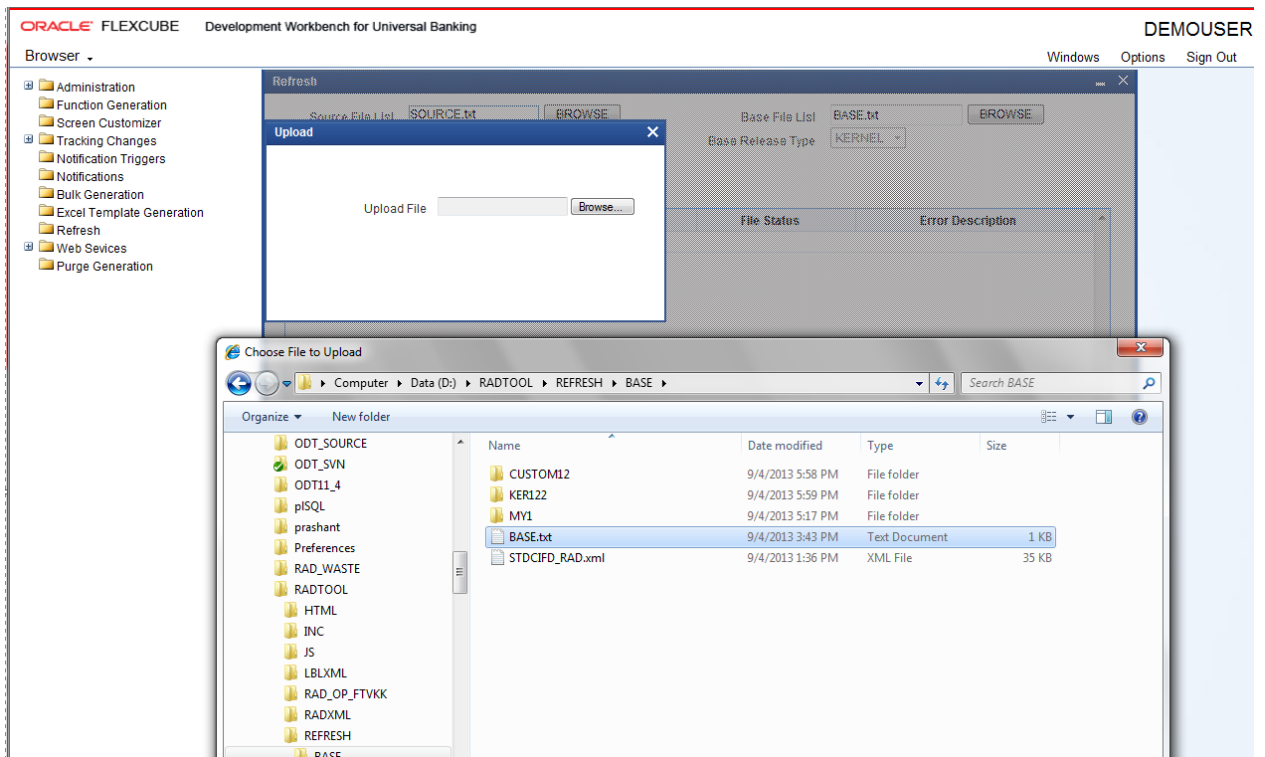 ORACLE FLEXCUBE Development Workbench for Universal Banking
DEMOUSER
Browser
Windows Options Sign Out
Administration
Function Generation
Screen Customizer
Tracking Changes
Notification Triggers
Notifications
Bulk Generation
Excel Template Generation
Refresh
Web Sevices
Purge Generation
Refresh
Source File List SOURCE.txt BROWSE Base File List BASE.txt BROWSE
Base Release Type KERNEL
File Status Error Description
Upload
Upload File Browse...
Choose File to Upload
Computer Data (D:) RADTOOL REFRESH BASE Search BASE
Organize New folder
ODT_SOURCE
ODT_SVN
ODT11_4
plSQL
prashant
Preferences
RAD_WASTE
RADTOOL
HTML
INC
JS
LBLXML
RAD_OP_FTVKK
RADXML
REFRESH
BASE
Name Date modified Type Size
CUSTOM12 9/4/2013 5:58 PM File folder
KER122 9/4/2013 5:59 PM File folder
MY1 9/4/2013 5:17 PM File folder
BASE.txt 9/4/2013 3:43 PM Text Document 1 KB
STDCIFD_RAD.xml 9/4/2013 1:36 PM XML File 35 KB